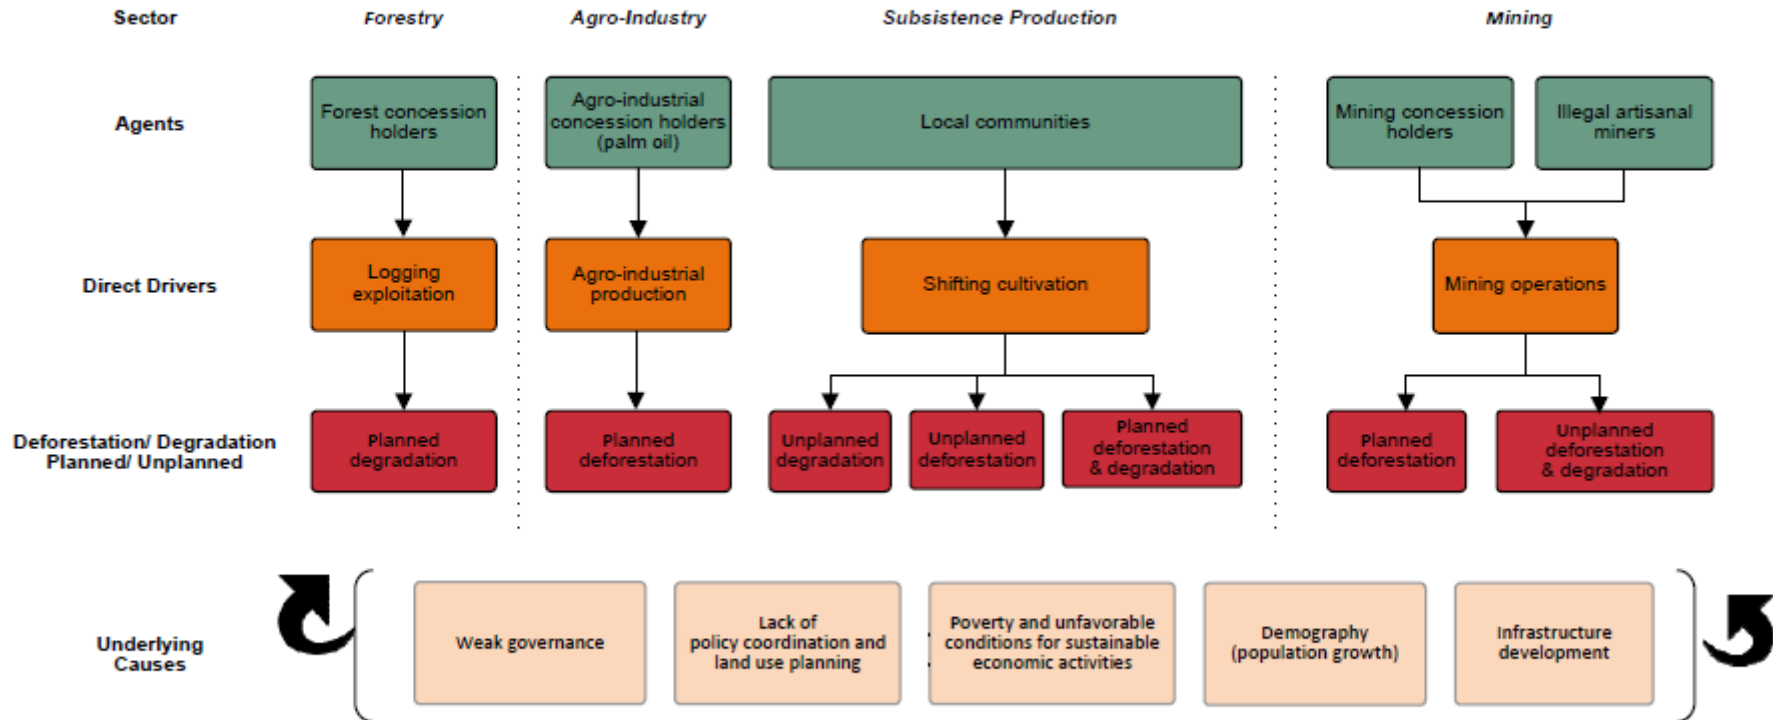 Sector
Forestry
Agro-Industry
Subsistence Production
Mining
Agents
Forest concession
holders
Agro-industrial
concession holders
(palm oil)
Local communities
Mining concession
holders
Illegal artisanal
miners
Direct Drivers
Logging
exploitation
Agro-industrial
production
Shifting cultivation
Mining operations
Deforestation/ Degradation
Planned/ Unplanned
Planned
degradation
Planned
deforestation
Unplanned
degradation
Unplanned
deforestation
Planned
deforestation
& degradation
Planned
deforestation
Unplanned
deforestation
& degradation
Underlying
Causes
Weak governance
Lack of
policy coordination and
land use planning
Poverty and unfavorable
conditions for sustainable
economic activities
Demography
(population growth)
Infrastructure
development